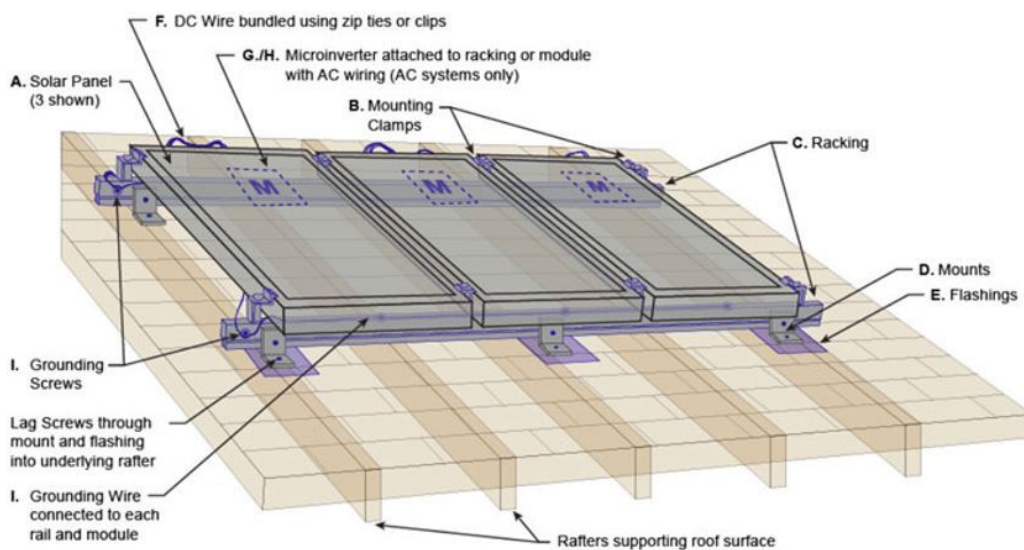 F. DC Wire bundled using zip ties or clips
G./H. Microinverter attached to racking or module
with AC wiring (AC systems only)
A. Solar Panel
(3 shown)
B. Mounting
Clamps
C. Racking
M
M
M
D. Mounts
E. Flashings
I. Grounding
Screws
Lag Screws through
mount and flashing
into underlying rafter
I. Grounding Wire
connected to each
rail and module
Rafters supporting roof surface